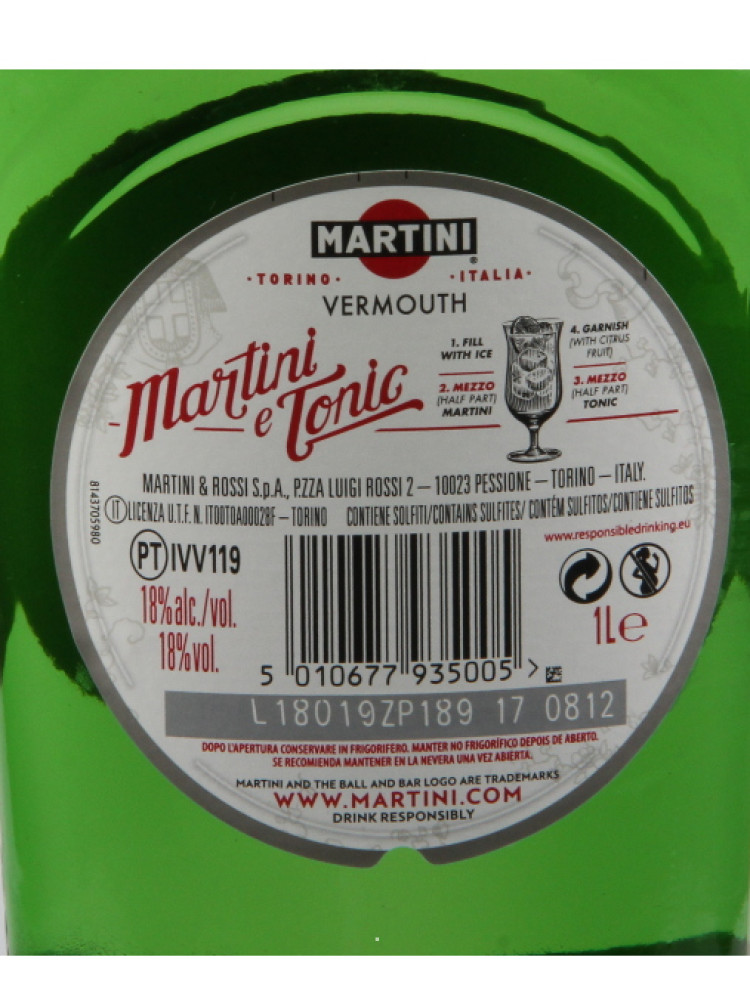 MARTINI
®
·TORINO· ·ITALIA·
VERMOUTH
Martini
e Tonic
1. FILL
WITH ICE
2. MEZZO
(HALF PART)
MARTINI
4. GARNISH
(WITH CITRUS
FRUIT)
3. MEZZO
(HALF PART)
TONIC
8143705980
MARTINI & ROSSI S.p.A., P.ZZA LUIGI ROSSI 2 – 10023 PESSIONE – TORINO – ITALY.
IT LICENZA U.T.F. N. IT00TOA00028F – TORINO CONTIENE SOLFITI/CONTAINS SULFITES/ CONTÉM SULFITOS/CONTIENE SULFITOS
www.responsibledrinking.eu
PT IVV119
18% alc./vol.
18% vol.
1L e
5 010677 935005 >
L18019ZP189 17 0812
DOPO L'APERTURA CONSERVARE IN FRIGORIFERO. MANTER NO FRIGORÍFICO DEPOIS DE ABERTO.
SE RECOMIENDA MANTENER EN LA NEVERA UNA VEZ ABIERTA.
MARTINI AND THE BALL AND BAR LOGO ARE TRADEMARKS
WWW.MARTINI.COM
DRINK RESPONSIBLY